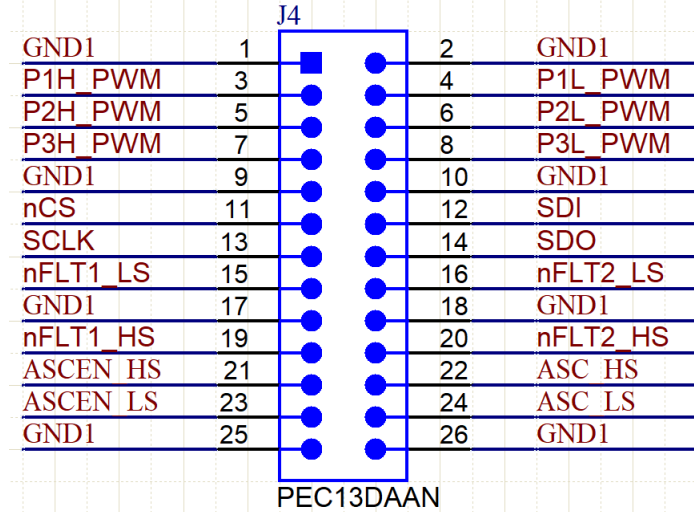 J4
GND1 1 2 GND1
P1H_PWM 3 4 P1L_PWM
P2H_PWM 5 6 P2L_PWM
P3H_PWM 7 8 P3L_PWM
GND1 9 10 GND1
nCS 11 12 SDI
SCLK 13 14 SDO
nFLT1_LS 15 16 nFLT2_LS
GND1 17 18 GND1
nFLT1_HS 19 20 nFLT2_HS
ASCEN_HS 21 22 ASC_HS
ASCEN_LS 23 24 ASC_LS
GND1 25 26 GND1
PEC13DAAN